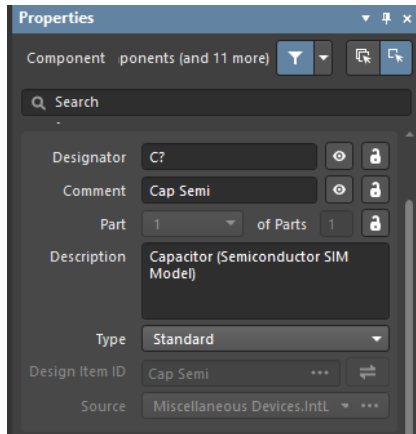 Properties
Component ponents (and 11 more)
Search
Designator C?
Comment Cap Semi
Part 1 of Parts 1
Description Capacitor (Semiconductor SIM
Model)
Type Standard
Design Item ID Cap Semi ...
Source Miscellaneous Devices.IntL ...